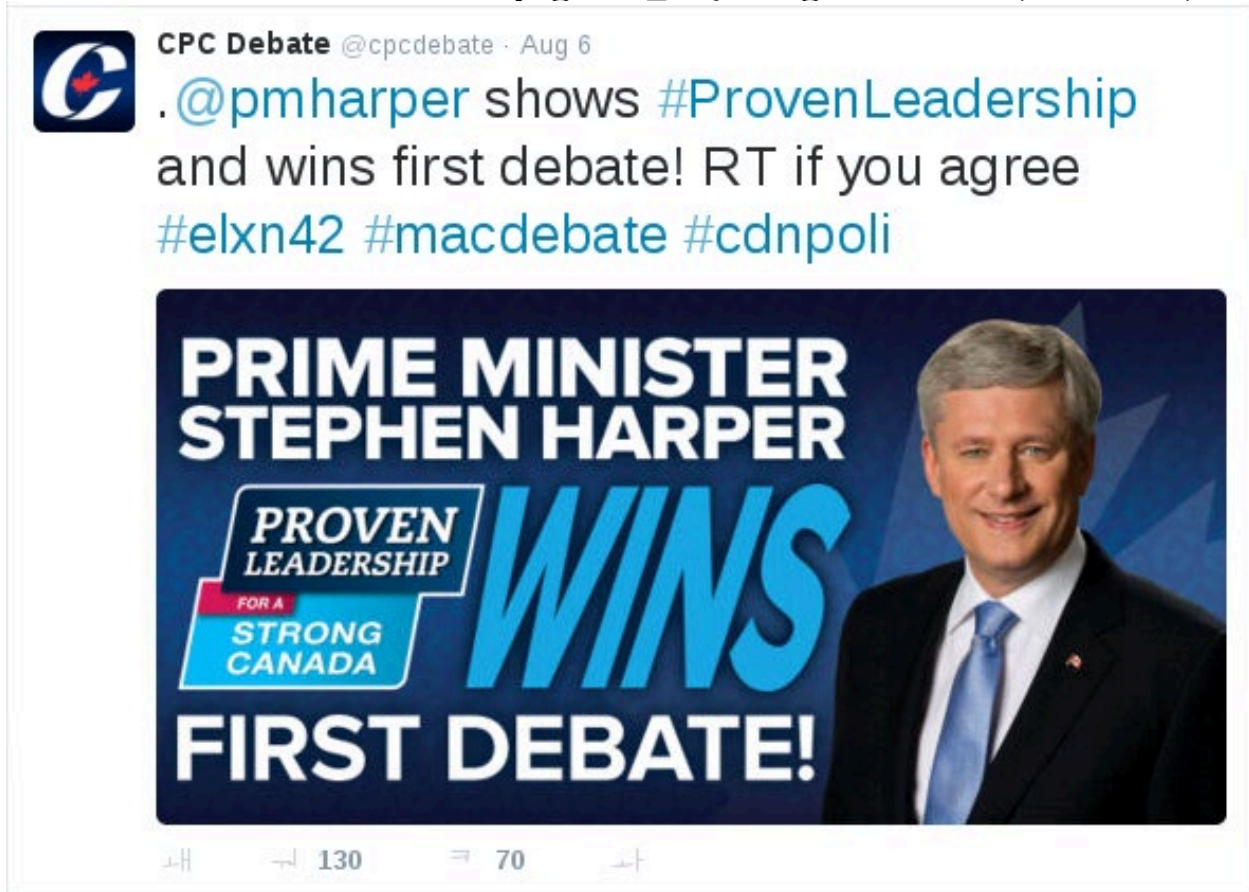 CPC Debate @cpcdebate · Aug 6
.@pmharper shows #ProvenLeadership
and wins first debate! RT if you agree
#elxn42 #macdebate #cdnpoli
PRIME MINISTER
STEPHEN HARPER
PROVEN
LEADERSHIP
FOR A
STRONG
CANADA
WINS
FIRST DEBATE!
ㅙ ㅝ 130 ㅋ 70 ㅘ